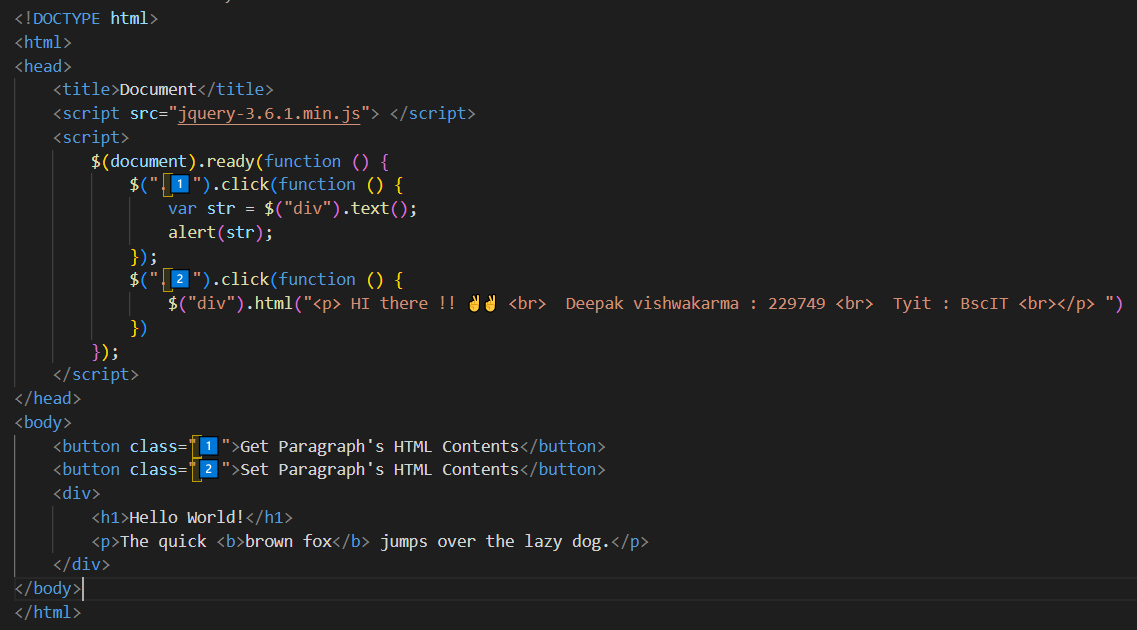 <!DOCTYPE html>
<html>
<head>
    <title>Document</title>
    <script src="jquery-3.6.1.min.js"> </script>
    <script>
        $(document).ready(function () {
            $(".1️⃣").click(function () {
                var str = $("div").text();
                alert(str);
            });
            $(".2️⃣").click(function () {
                $("div").html("<p> HI there !! ✌✌ <br>  Deepak vishwakarma : 229749 <br>  Tyit : BscIT <br></p> ")
            })
        });
    </script>
</head>
<body>
    <button class="1️⃣">Get Paragraph's HTML Contents</button>
    <button class="2️⃣">Set Paragraph's HTML Contents</button>
    <div>
        <h1>Hello World!</h1>
        <p>The quick <b>brown fox</b> jumps over the lazy dog.</p>
    </div>
</body>
</html>